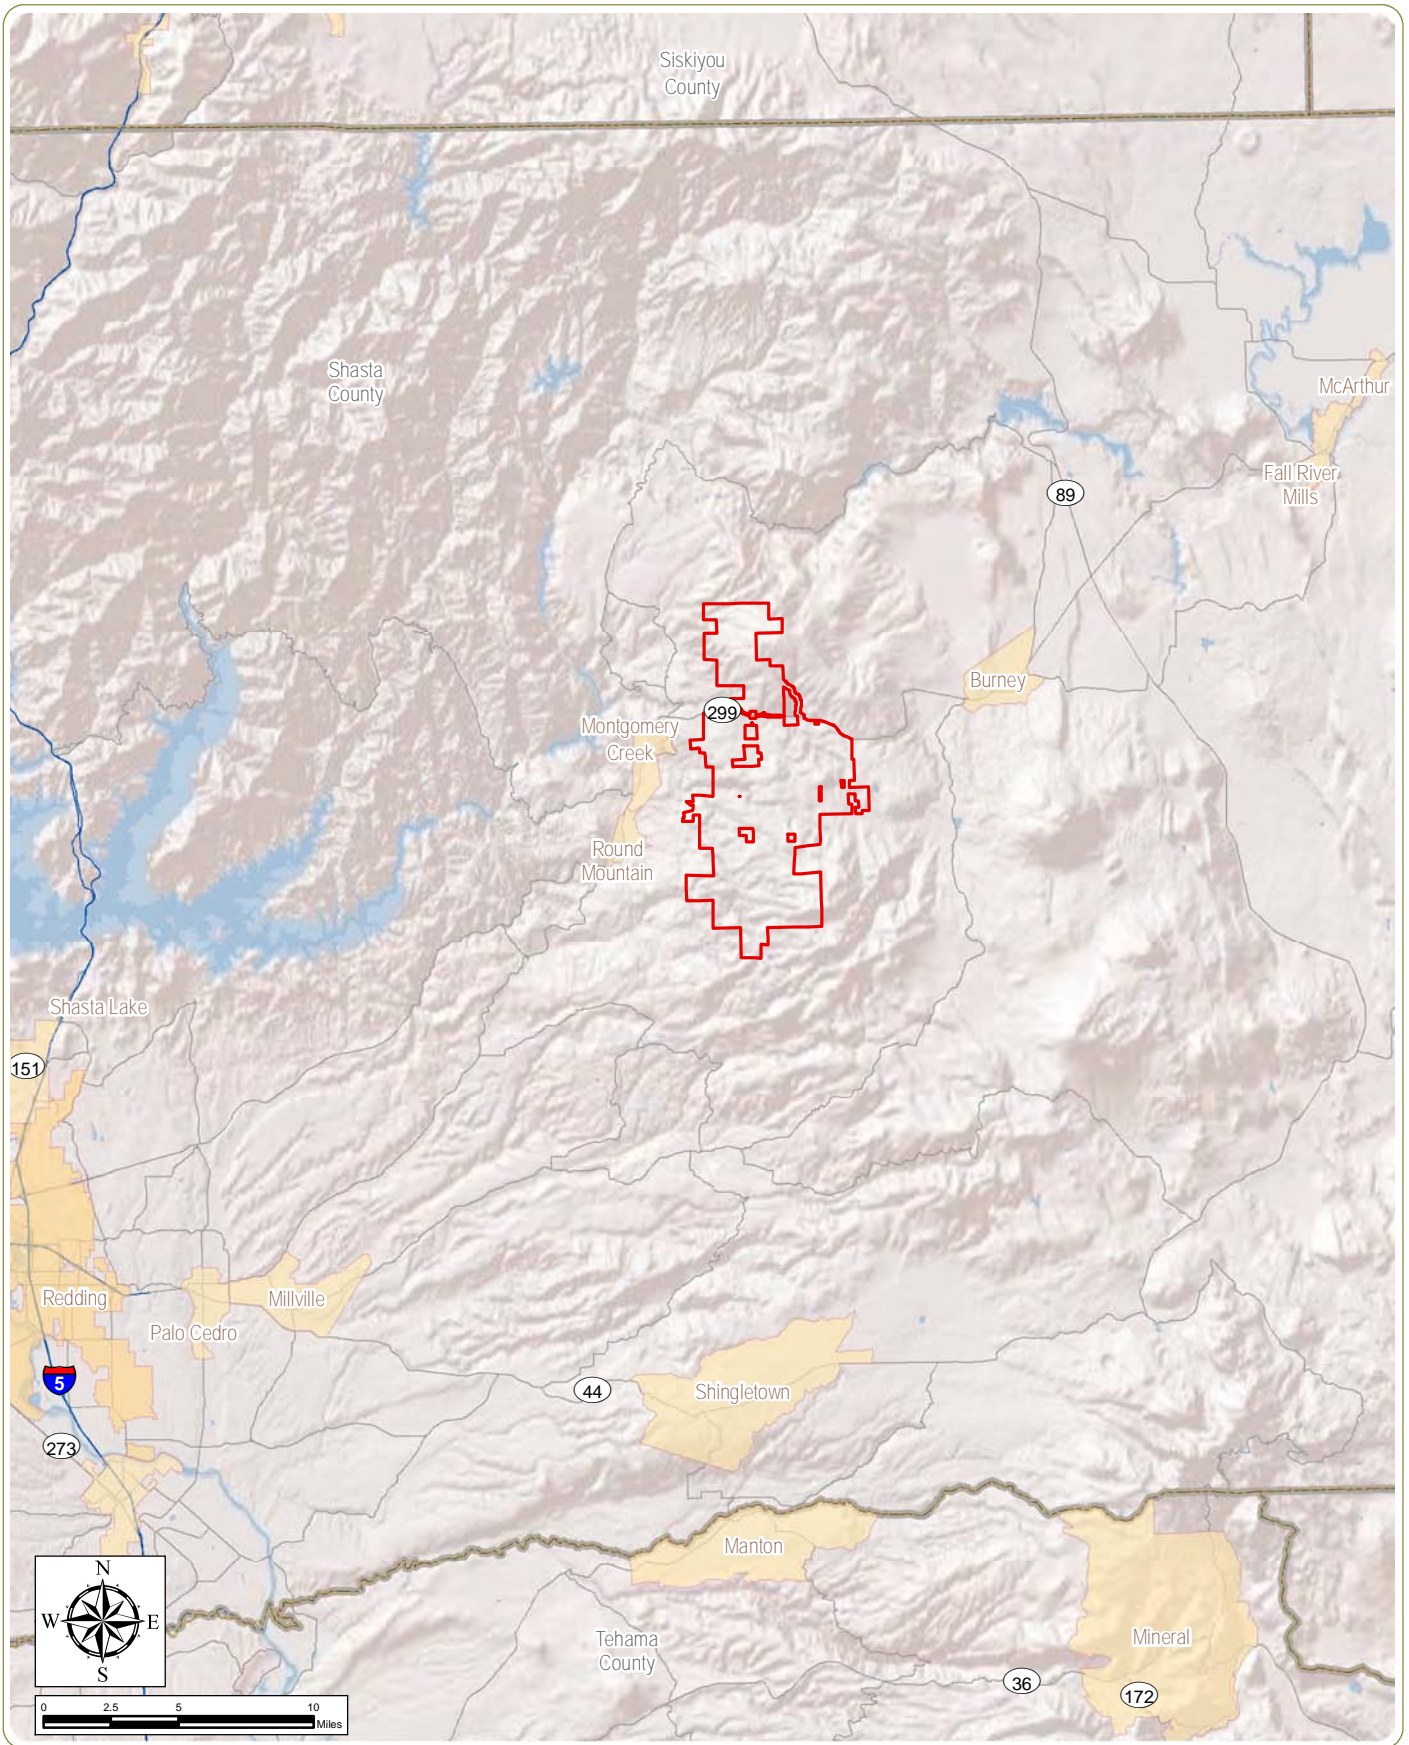 Siskiyou
County
Shasta
County
McArthur
Fall River
Mills
89
Burney
299
Montgomery
Creek
Round
Mountain
Shasta Lake
151
Redding
Millville
Palo Cedro
5
44
Shingletown
273
Manton
N
W E
S
Tehama
County
Mineral
36
172
0 2.5 5 10
Miles